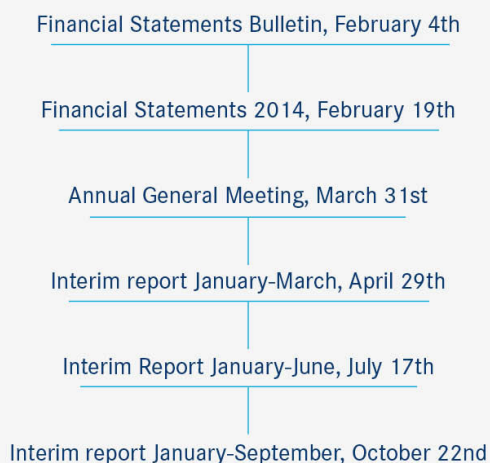 Financial Statements Bulletin, February 4th
Financial Statements 2014, February 19th
Annual General Meeting, March 31st
Interim report January-March, April 29th
Interim Report January-June, July 17th
Interim report January-September, October 22nd